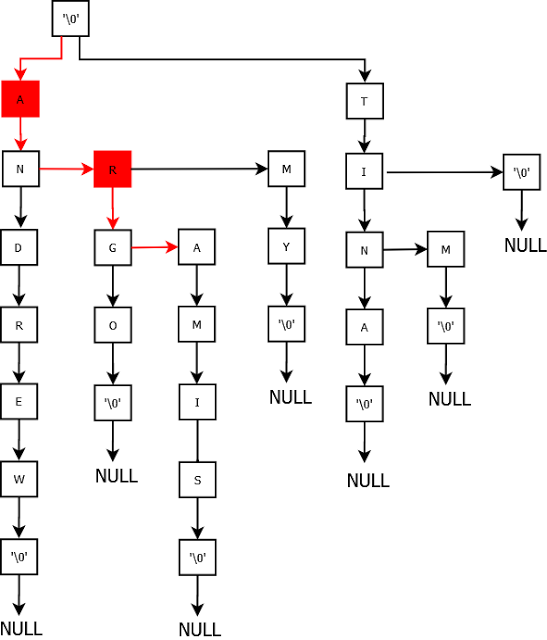 '\0'
A T
N R M I '\0'
D G A Y N M NULL
R O M '\0' A '\0'
E '\0' I NULL '\0' NULL
W NULL S NULL
'\0' '\0'
NULL NULL